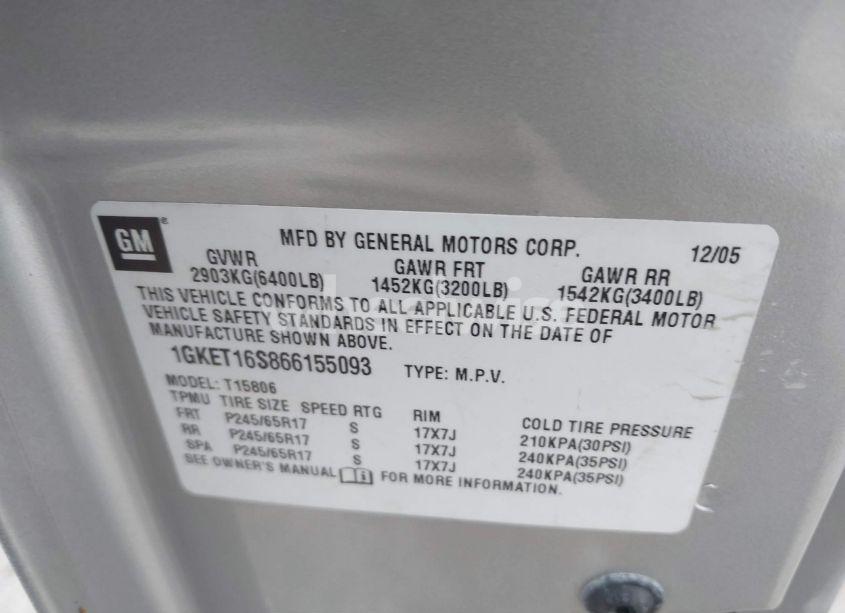 GM
MFD BY GENERAL MOTORS CORP. 12/05
GVWR GAWR FRT GAWR RR
2903KG(6400LB) 1452KG(3200LB) 1542KG(3400LB)
THIS VEHICLE CONFORMS TO ALL APPLICABLE U.S. FEDERAL MOTOR
VEHICLE SAFETY STANDARDS IN EFFECT ON THE DATE OF
MANUFACTURE SHOWN ABOVE.
1GKET16S866155093 TYPE: M.P.V.
MODEL: T15806
TPMU TIRE SIZE SPEED RTG RIM COLD TIRE PRESSURE
FRT P245/65R17 S 17X7J 210KPA(30PSI)
RR P245/65R17 S 17X7J 240KPA(35PSI)
SPA P245/65R17 S 17X7J 240KPA(35PSI)
SEE OWNER'S MANUAL FOR MORE INFORMATION.